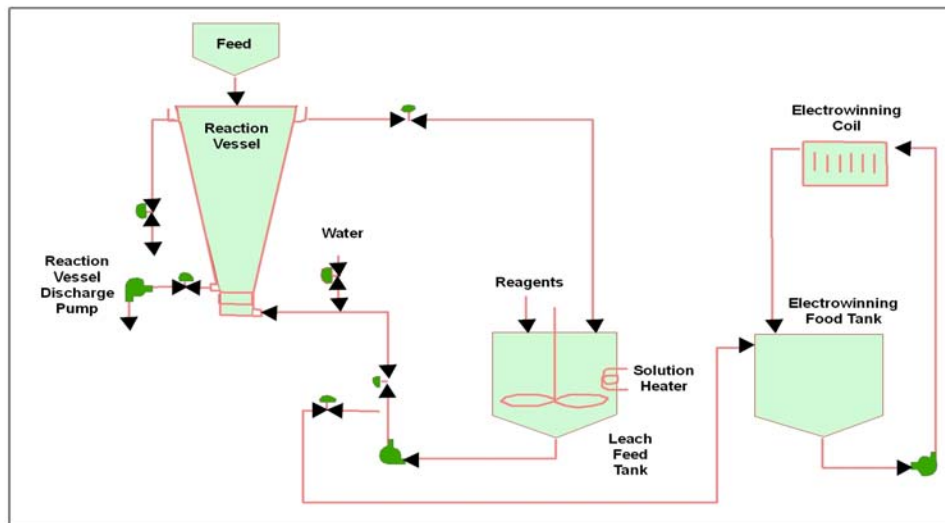 Feed
Reaction
Vessel
Electrowinning
Coil
Water
Reaction
Vessel
Discharge
Pump
Reagents
Electrowinning
Food Tank
Solution
Heater
Leach
Feed
Tank